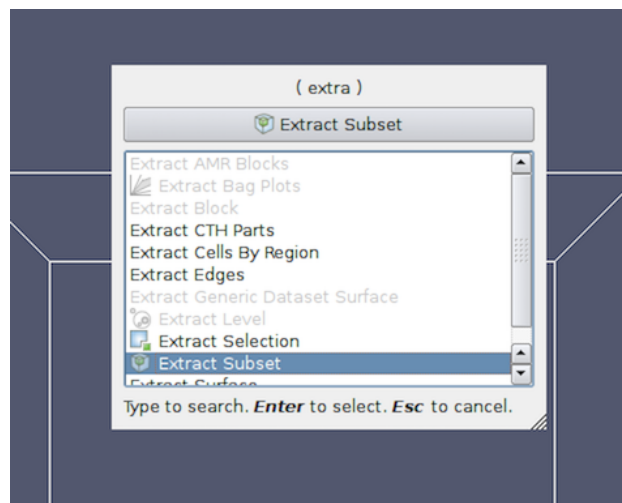 ( extra )
Extract Subset
Extract AMR Blocks
Extract Bag Plots
Extract Block
Extract CTH Parts
Extract Cells By Region
Extract Edges
Extract Generic Dataset Surface
Extract Level
Extract Selection
Extract Subset
Extract Surface
Type to search. Enter to select. Esc to cancel.